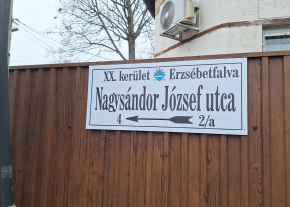 XX. kerület Erzsébetfalva
Nagysándor József utca
4 2/a